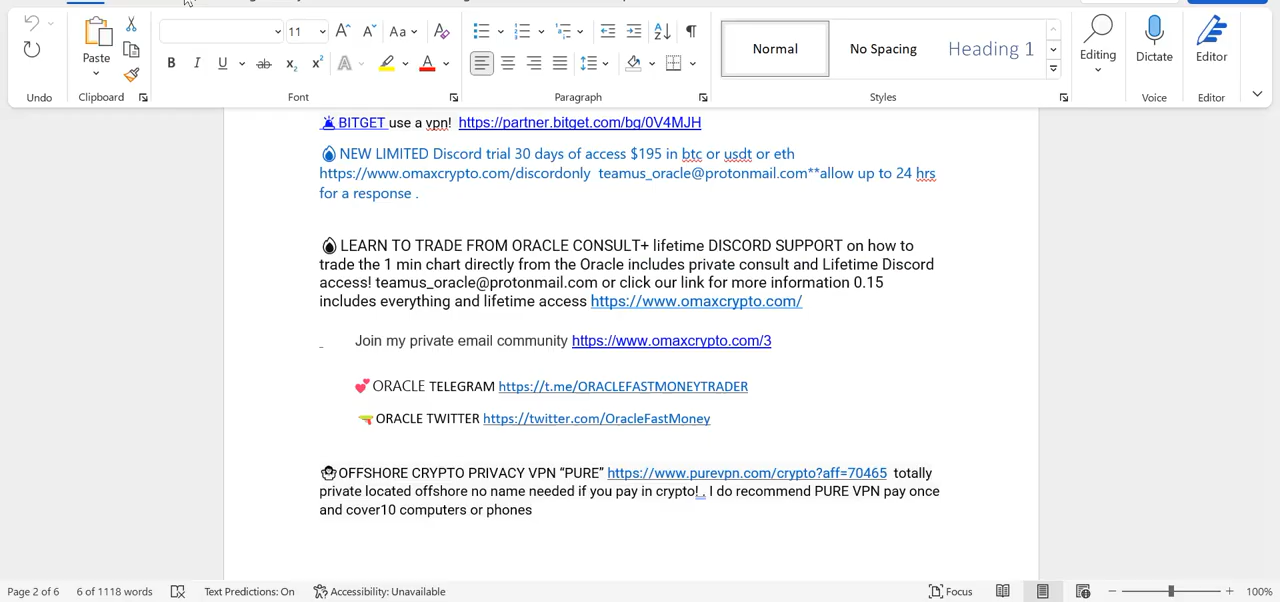 11
Aa
Paste
B I U ab x₂ x² A A
Normal
No Spacing
Heading 1
Editing
Dictate
Editor
Undo
Clipboard
Font
Paragraph
Styles
Voice
Editor
BITGET use a vpn! https://partner.bitget.com/bg/0V4MJH
NEW LIMITED Discord trial 30 days of access $195 in btc or usdt or eth
https://www.omaxcrypto.com/discordonly teamus_oracle@protonmail.com**allow up to 24 hrs
for a response .
LEARN TO TRADE FROM ORACLE CONSULT+ lifetime DISCORD SUPPORT on how to
trade the 1 min chart directly from the Oracle includes private consult and Lifetime Discord
access! teamus_oracle@protonmail.com or click our link for more information 0.15
includes everything and lifetime access https://www.omaxcrypto.com/
Join my private email community https://www.omaxcrypto.com/3
💕 ORACLE TELEGRAM https://t.me/ORACLEFASTMONEYTRADER
🔫 ORACLE TWITTER https://twitter.com/OracleFastMoney
OFFSHORE CRYPTO PRIVACY VPN “PURE” https://www.purevpn.com/crypto?aff=70465 totally
private located offshore no name needed if you pay in crypto! . I do recommend PURE VPN pay once
and cover10 computers or phones
Page 2 of 6
6 of 1118 words
Text Predictions: On
Accessibility: Unavailable
Focus
100%